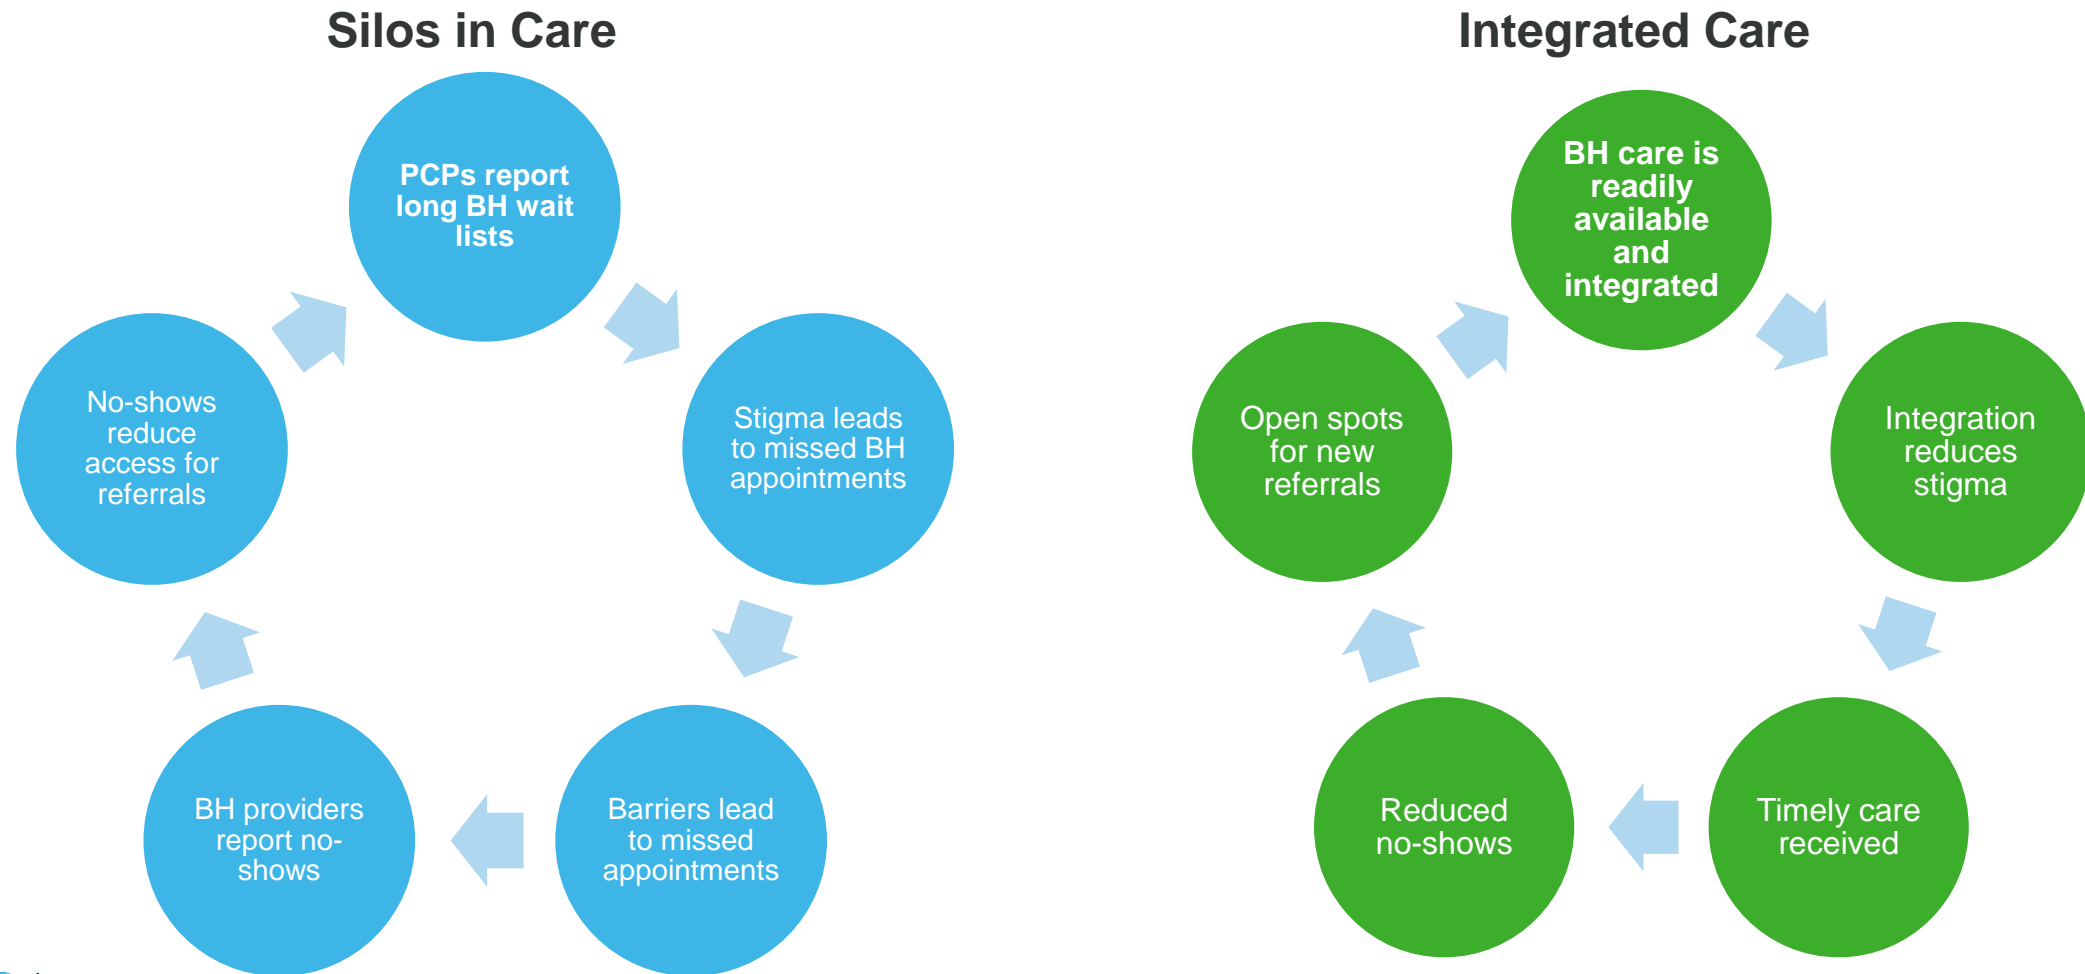 Silos in Care
PCPs report
long BH wait
lists
Stigma leads
to missed BH
appointments
Barriers lead
to missed
appointments
BH providers
report no-
shows
No-shows
reduce
access for
referrals
Integrated Care
BH care is
readily
available
and
integrated
Integration
reduces
stigma
Timely care
received
Reduced
no-shows
Open spots
for new
referrals